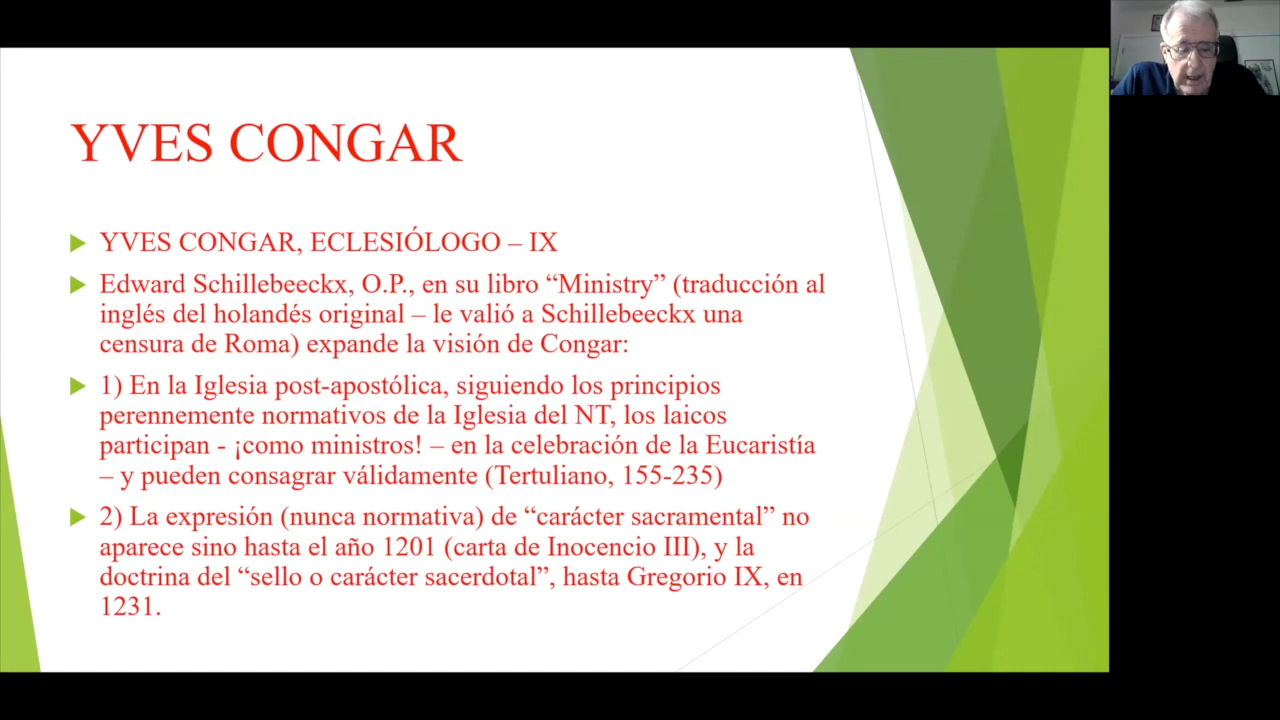 YVES CONGAR
YVES CONGAR, ECLESIÓLOGO – IX
Edward Schillebeeckx, O.P., en su libro “Ministry” (traducción al
inglés del holandés original – le valió a Schillebeeckx una
censura de Roma) expande la visión de Congar:
1) En la Iglesia post-apostólica, siguiendo los principios
perennemente normativos de la Iglesia del NT, los laicos
participan - ¡como ministros! – en la celebración de la Eucaristía
– y pueden consagrar válidamente (Tertuliano, 155-235)
2) La expresión (nunca normativa) de “carácter sacramental” no
aparece sino hasta el año 1201 (carta de Inocencio III), y la
doctrina del “sello o carácter sacerdotal”, hasta Gregorio IX, en
1231.